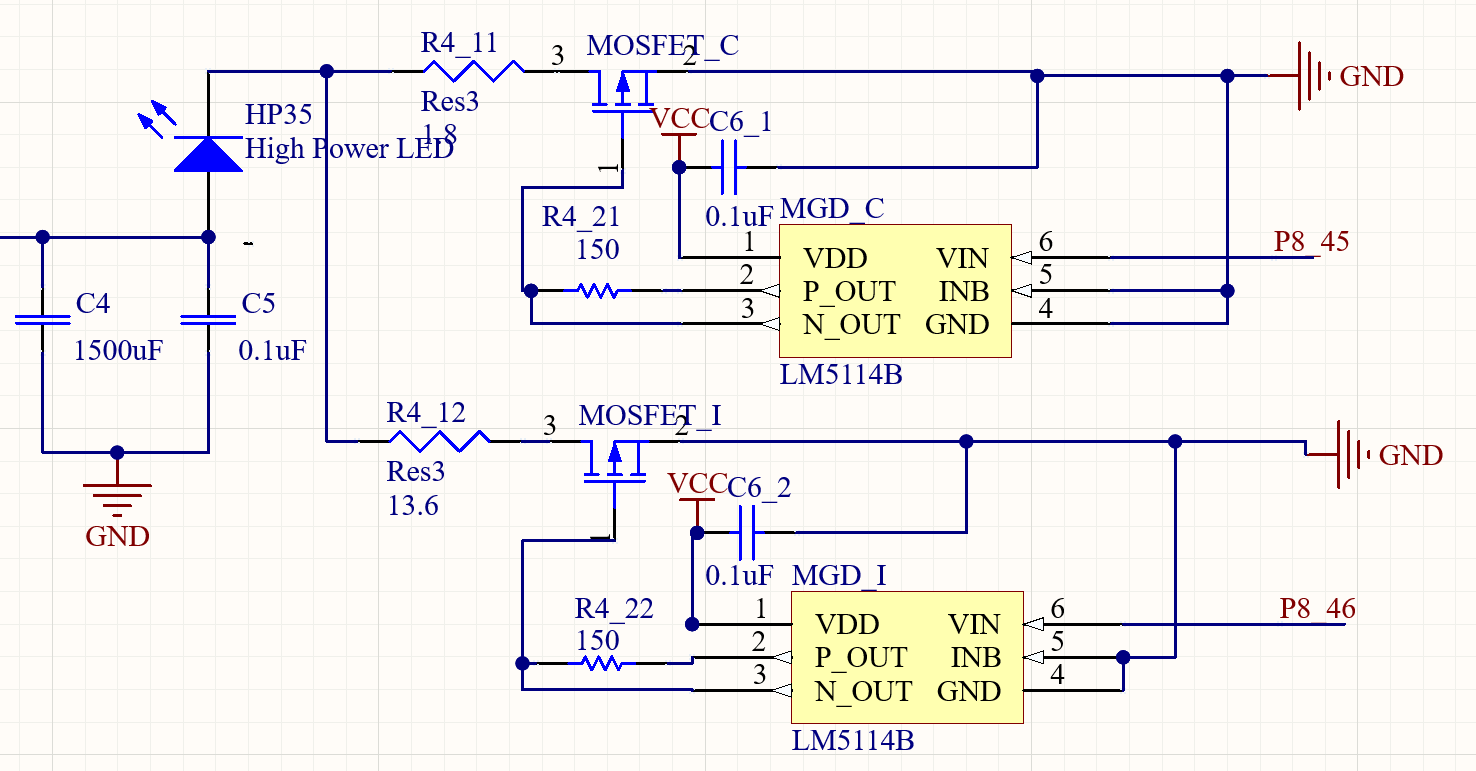 R4_11
3
MOSFET_C
2
GND
Res3
1.8
HP35
High Power LED
VCC
C6_1
1
0.1uF
R4_21
150
MGD_C
1
VDD
VIN
6
P8_45
2
P_OUT
INB
5
3
N_OUT
GND
4
LM5114B
C4
1500uF
C5
0.1uF
GND
R4_12
3
MOSFET_I
2
GND
Res3
13.6
VCC
C6_2
1
0.1uF
R4_22
150
MGD_I
1
VDD
VIN
6
P8_46
2
P_OUT
INB
5
3
N_OUT
GND
4
LM5114B